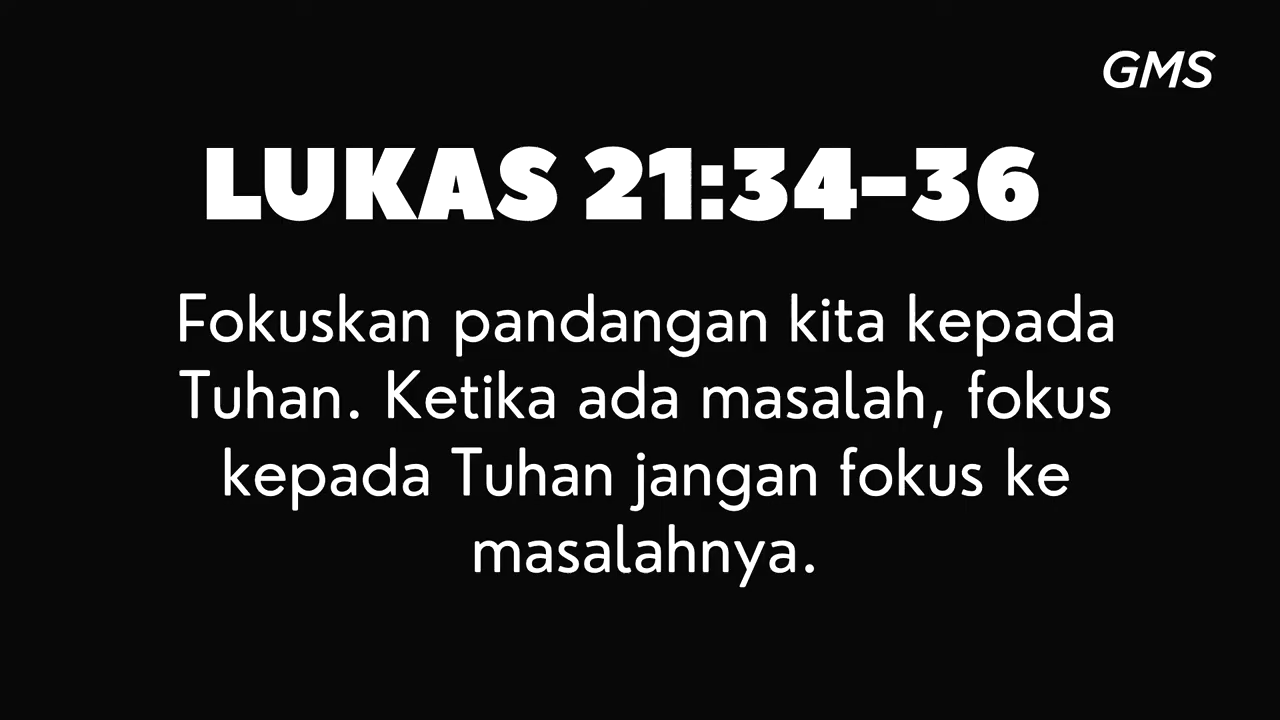 GMS
LUKAS 21:34-36
Fokuskan pandangan kita kepada
Tuhan. Ketika ada masalah, fokus
kepada Tuhan jangan fokus ke
masalahnya.